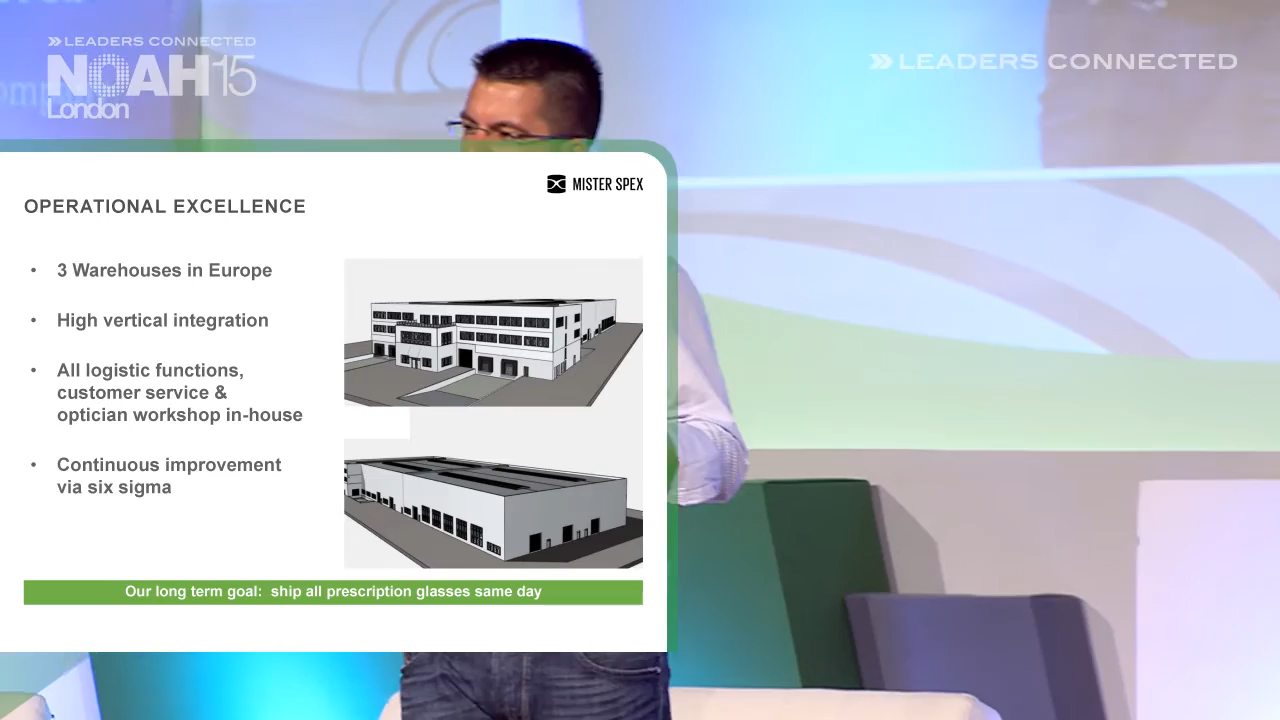 LEADERS CONNECTED
NOAH15
London
LEADERS CONNECTED
MISTER SPEX
OPERATIONAL EXCELLENCE
• 3 Warehouses in Europe
• High vertical integration
• All logistic functions,
customer service &
optician workshop in-house
• Continuous improvement
via six sigma
Our long term goal: ship all prescription glasses same day